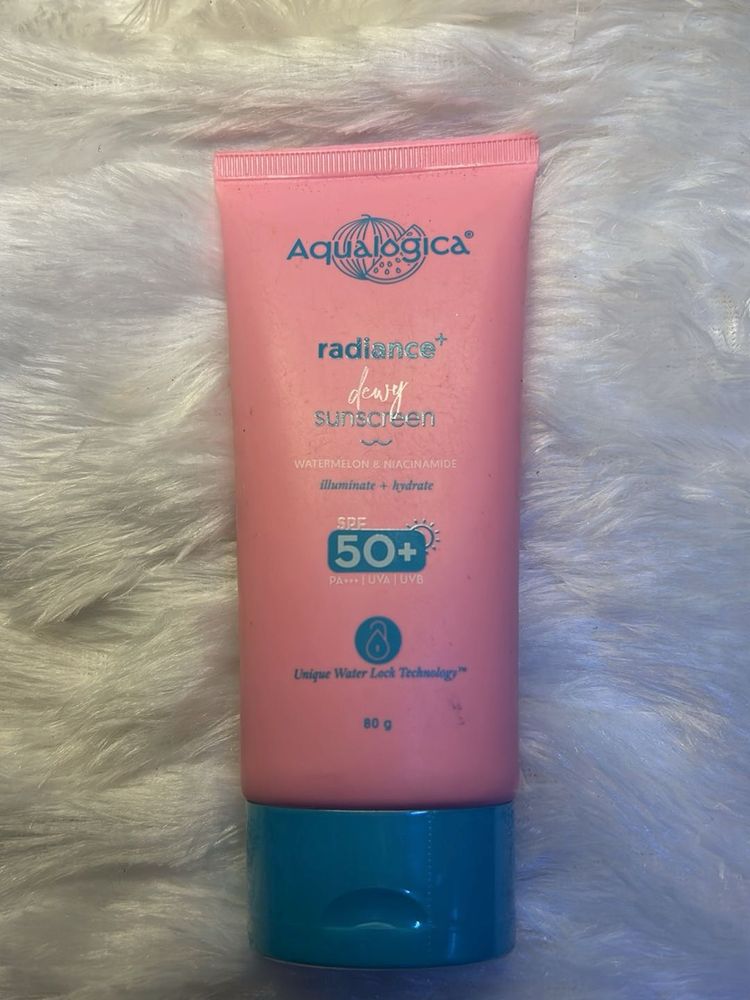 Aqualogica®
radiance+
dewy
sunscreen
WATERMELON & NIACINAMIDE
illuminate + hydrate
SPF
50+
PA+++ | UVA | UVB
Unique Water Lock Technology™
80 g